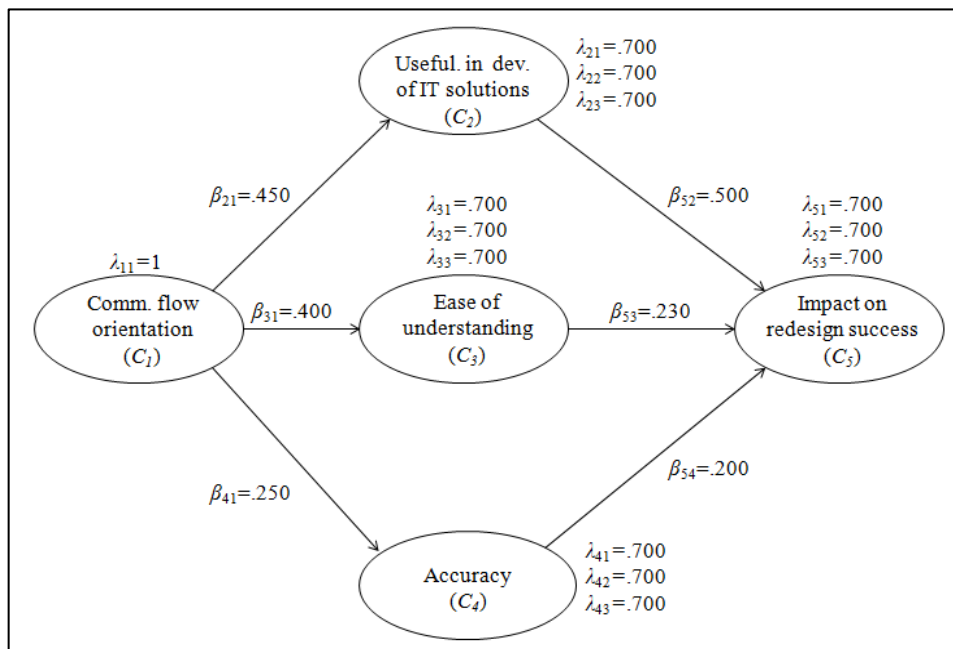 Useful. in dev.
of IT solutions
(C₂)
λ₂₁=.700
λ₂₂=.700
λ₂₃=.700
β₂₁=.450
β₅₂=.500
λ₃₁=.700
λ₃₂=.700
λ₃₃=.700
λ₅₁=.700
λ₅₂=.700
λ₅₃=.700
λ₁₁=1
Comm. flow
orientation
(C₁)
β₃₁=.400
Ease of
understanding
(C₃)
β₅₃=.230
Impact on
redesign success
(C₅)
β₄₁=.250
β₅₄=.200
Accuracy
(C₄)
λ₄₁=.700
λ₄₂=.700
λ₄₃=.700